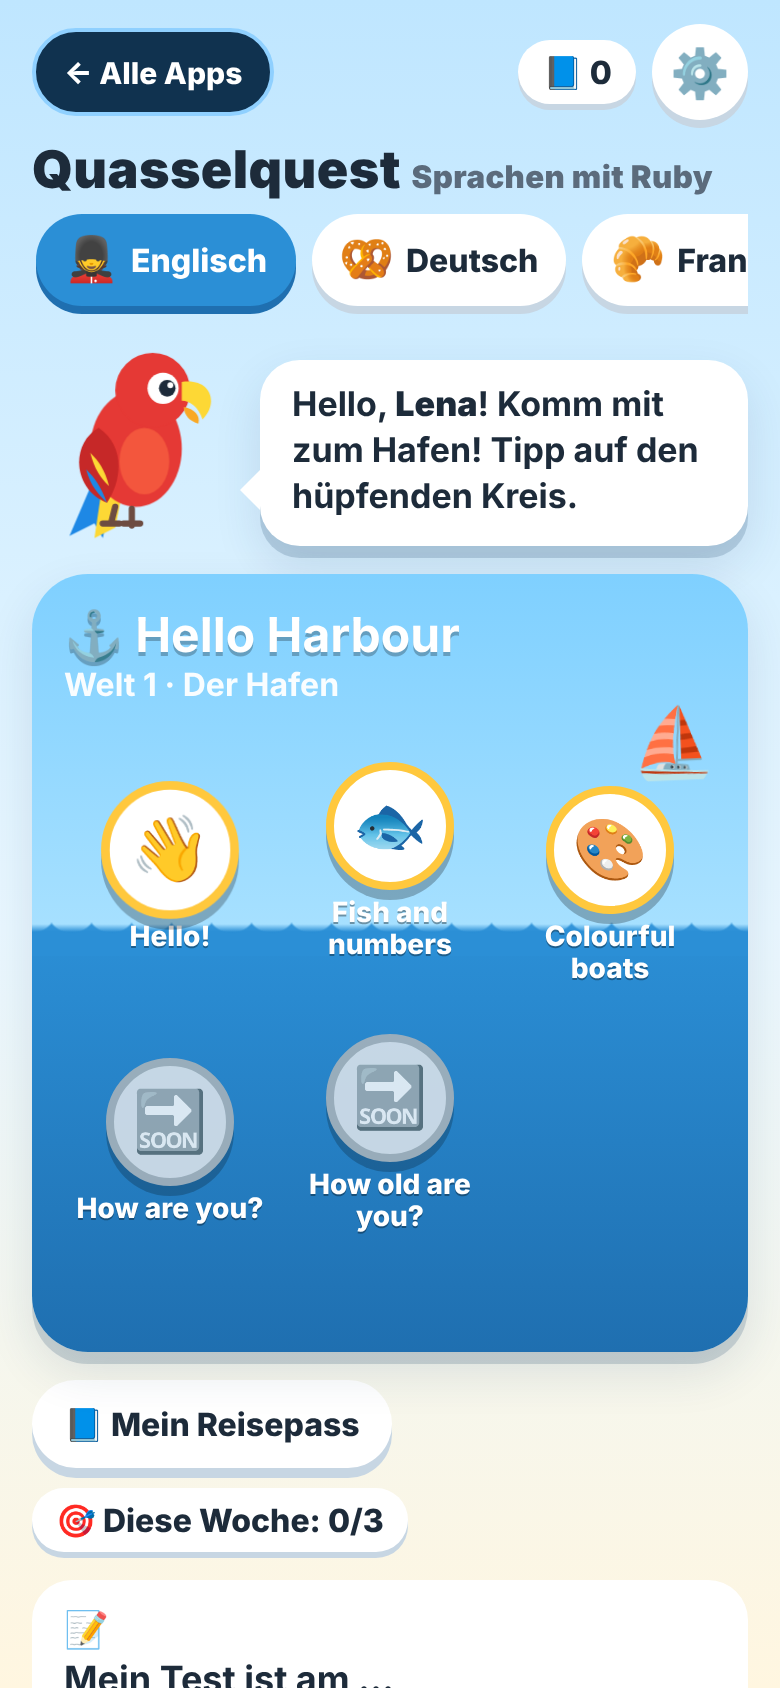 ← Alle Apps
0
Quasselquest Sprachen mit Ruby
Englisch
Deutsch
Fran
Hello, Lena! Komm mit
zum Hafen! Tipp auf den
hüpfenden Kreis.
Hello Harbour
Welt 1 · Der Hafen
Hello!
Fish and
numbers
Colourful
boats
SOON
How are you?
SOON
How old are
you?
Mein Reisepass
Diese Woche: 0/3
Mein Test ist am ...